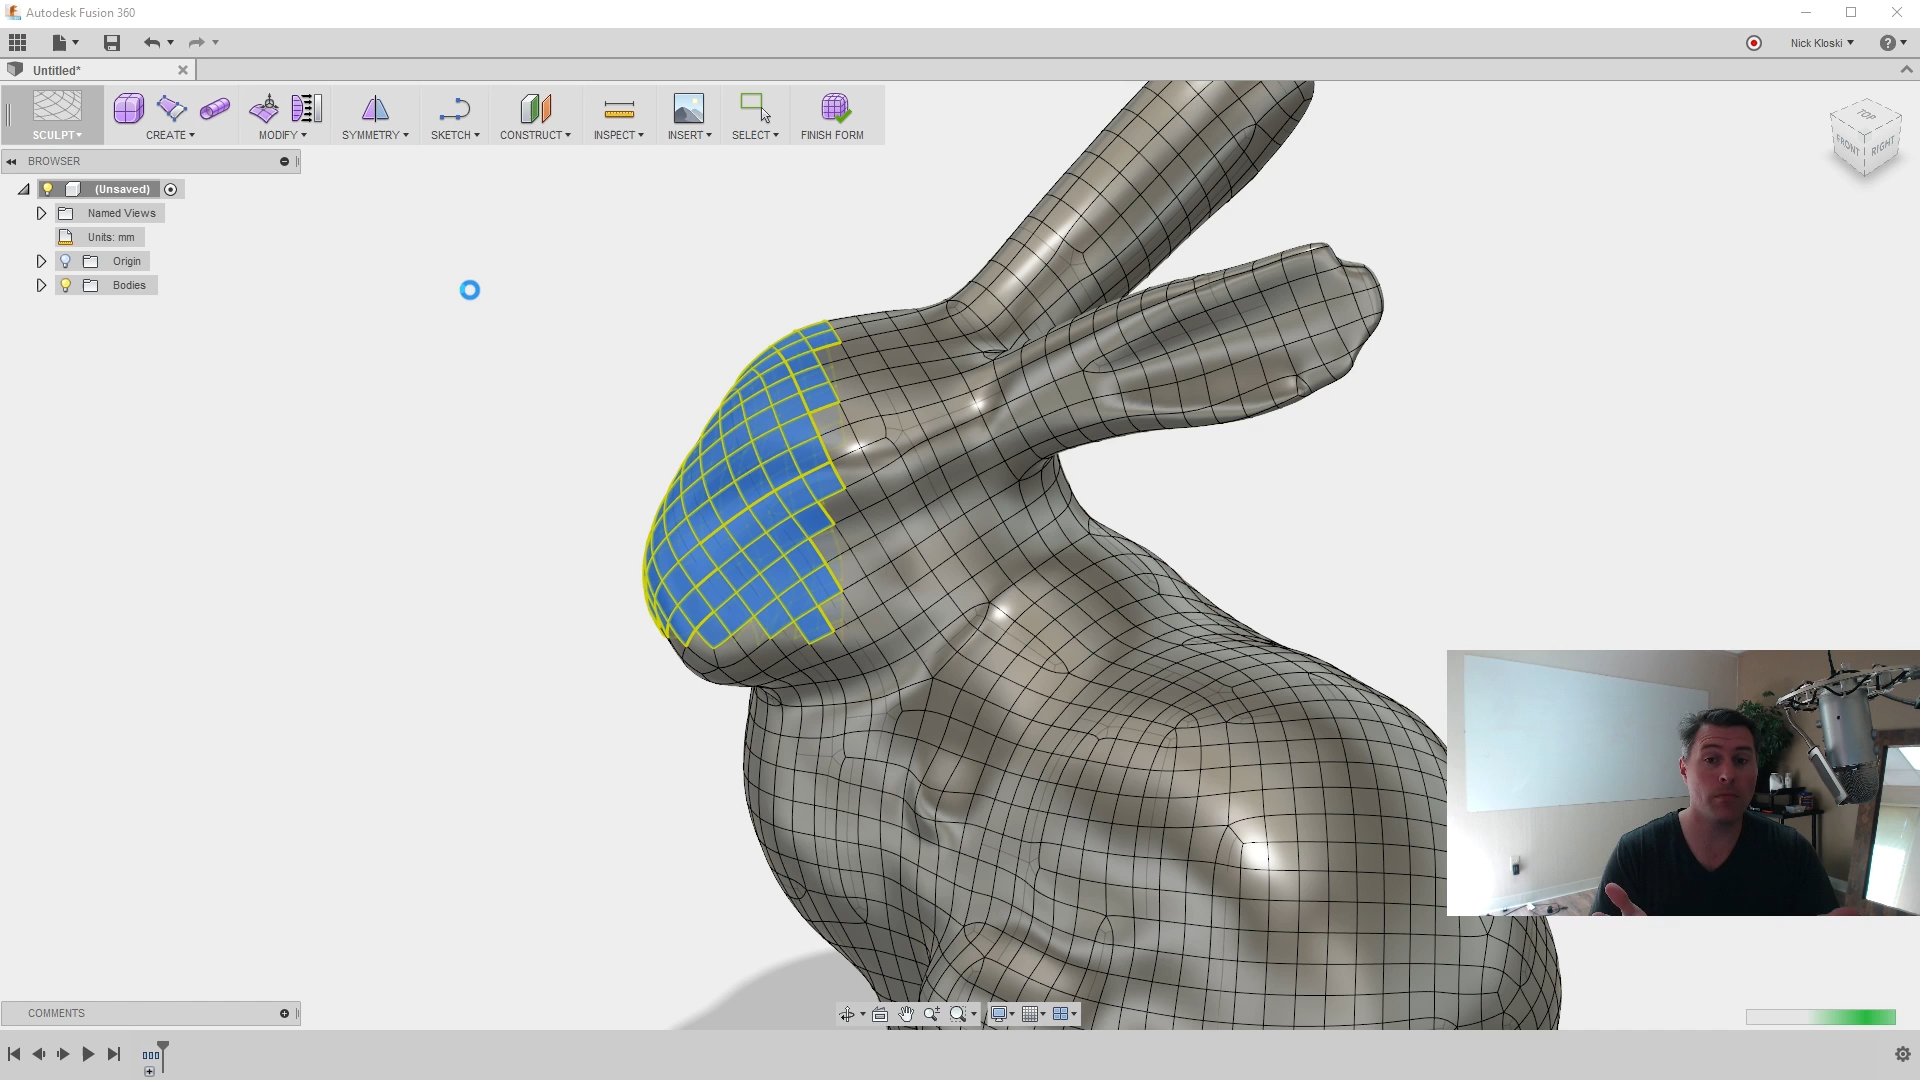 Autodesk Fusion 360
Nick Kloski
Untitled*
SCULPT
CREATE
MODIFY
SYMMETRY
SKETCH
CONSTRUCT
INSPECT
INSERT
SELECT
FINISH FORM
TOP
FRONT
RIGHT
BROWSER
(Unsaved)
Named Views
Units: mm
Origin
Bodies
COMMENTS